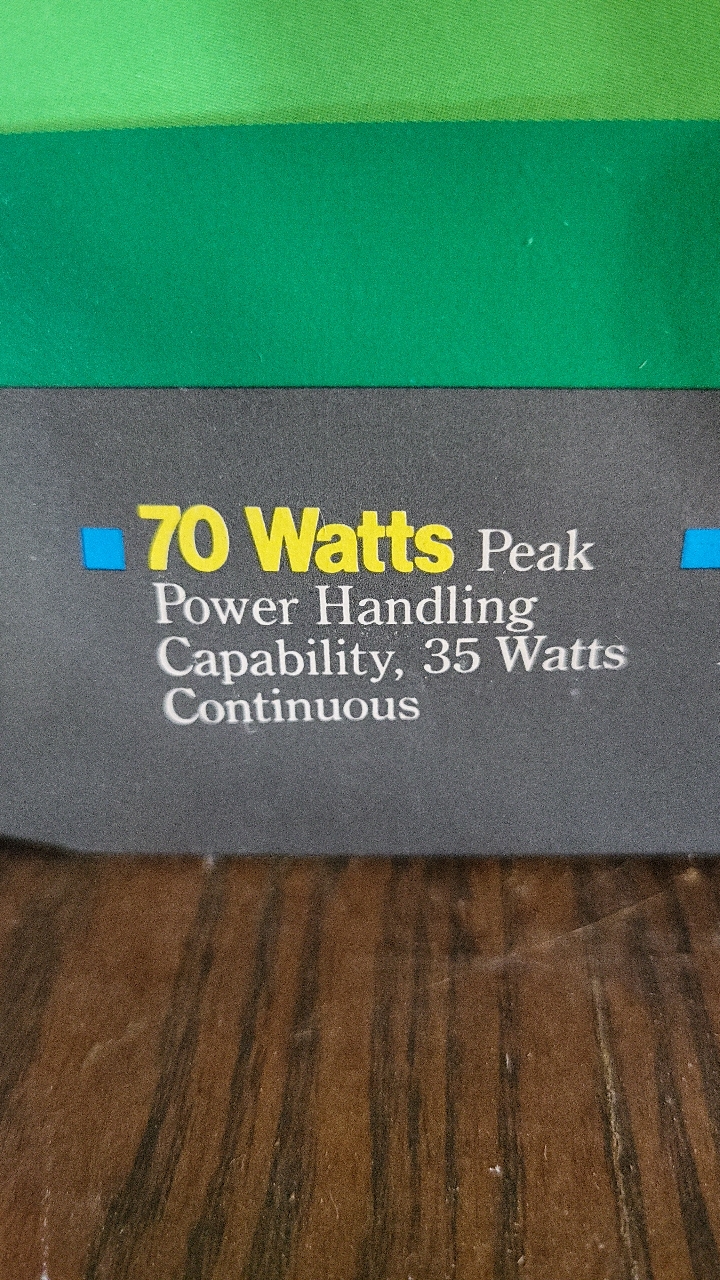 70 Watts Peak
Power Handling
Capability, 35 Watts
Continuous